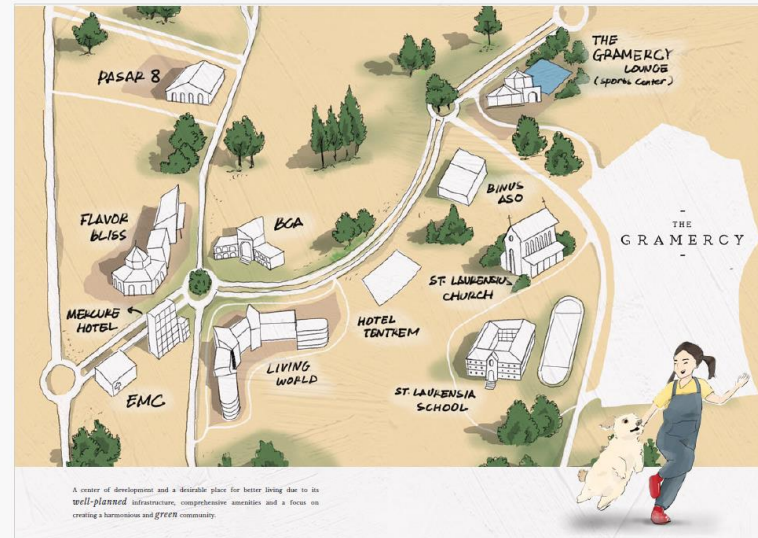 PASAR 8
THE
GRAMERCY
LOUNGE
(sports center)
BINUS
ASO
FLAVOR
BLISS
BCA
THE
GRAMERCY
ST. LAURENSIUS
CHURCH
MERCURE
HOTEL
HOTEL
TENTREM
LIVING
WORLD
EMC
ST. LAURENSIA
SCHOOL
A center of development and a desirable place for better living due to its
well-planned infrastructure, comprehensive amenities and a focus on
creating a harmonious and green community.